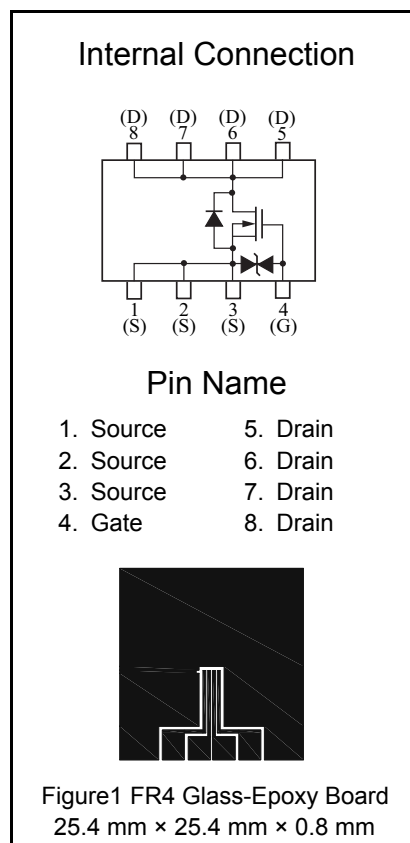 Internal Connection
(D) (D) (D) (D)
8 7 6 5
1 2 3 4
(S) (S) (S) (G)
Pin Name
1. Source 5. Drain
2. Source 6. Drain
3. Source 7. Drain
4. Gate 8. Drain
Figure1 FR4 Glass-Epoxy Board
25.4 mm × 25.4 mm × 0.8 mm